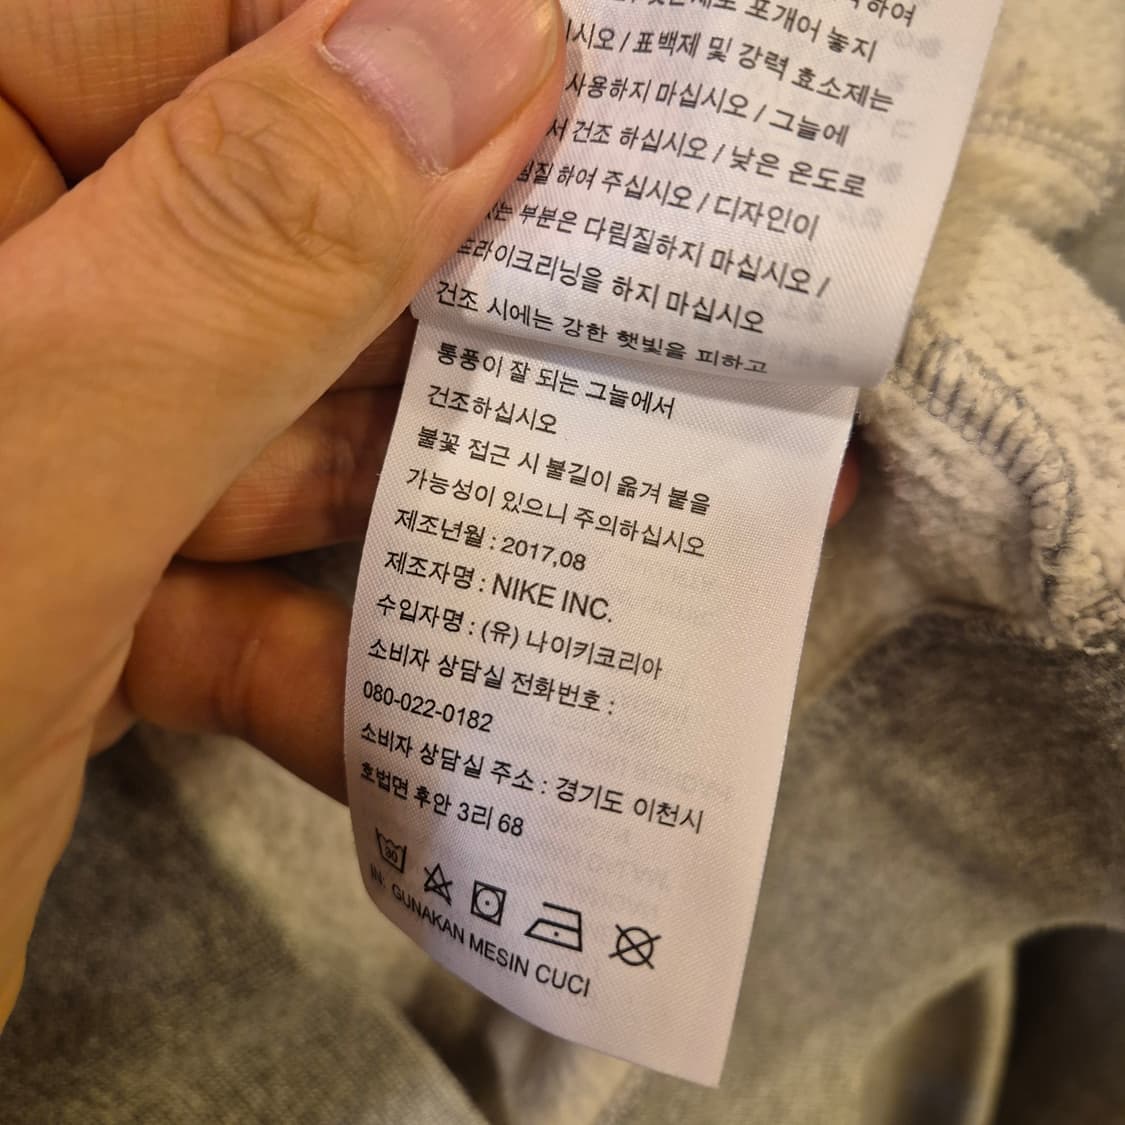 하여
포개어 놓지
시오 / 표백제 및 강력 효소제는
사용하지 마십시오 / 그늘에
서 건조 하십시오 / 낮은 온도로
하여 주십시오 / 디자인이
부분은 다림질하지 마십시오 /
드라이크리닝을 하지 마십시오
건조 시에는 강한 햇빛을 피하고
통풍이 잘 되는 그늘에서
건조하십시오
불꽃 접근 시 불길이 옮겨 붙을
가능성이 있으니 주의하십시오
제조년월 : 2017,08
제조자명 : NIKE INC.
수입자명 : (유) 나이키코리아
소비자 상담실 전화번호 :
080-022-0182
소비자 상담실 주소 : 경기도 이천시
호법면 후안 3리 68
30
IN: GUNAKAN MESIN CUCI